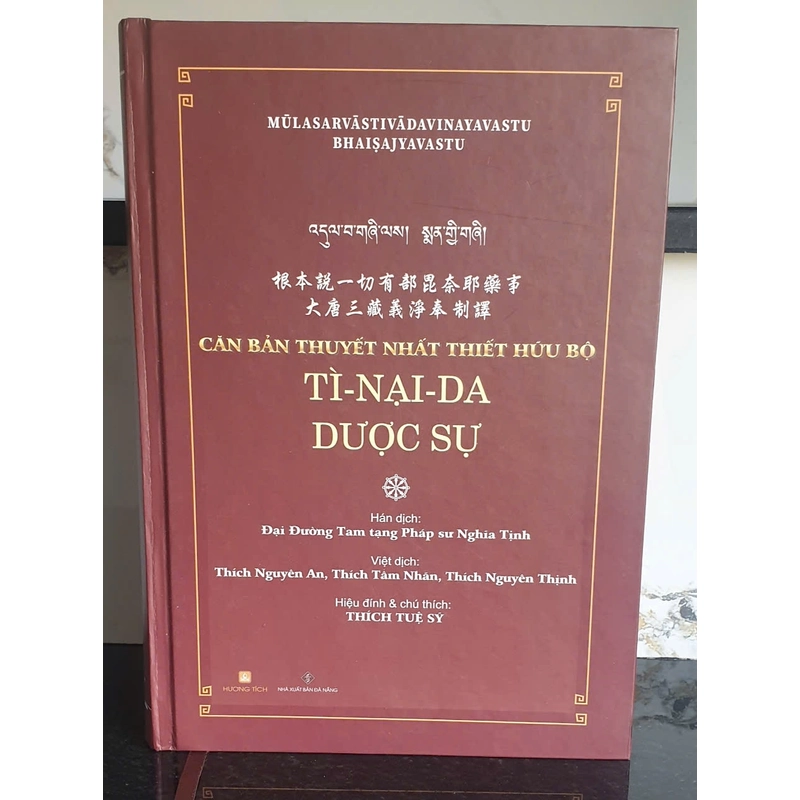 MŪLASARVĀSTIVĀDAVINAYAVASTU
BHAIṢAJYAVASTU
འདུལ་བ་གཞི་ལས། སྨན་གྱི་གཞི།
根本說一切有部毘奈耶藥事
大唐三藏義淨奉制譯
CĂN BẢN THUYẾT NHẤT THIẾT HỮU BỘ
TÌ-NẠI-DA
DƯỢC SỰ
Hán dịch:
Đại Đường Tam tạng Pháp sư Nghĩa Tịnh
Việt dịch:
Thích Nguyên An, Thích Tâm Nhãn, Thích Nguyên Thịnh
Hiệu đính & chú thích:
THÍCH TUỆ SỸ
HƯƠNG TÍCH
NHÀ XUẤT BẢN ĐÀ NẴNG